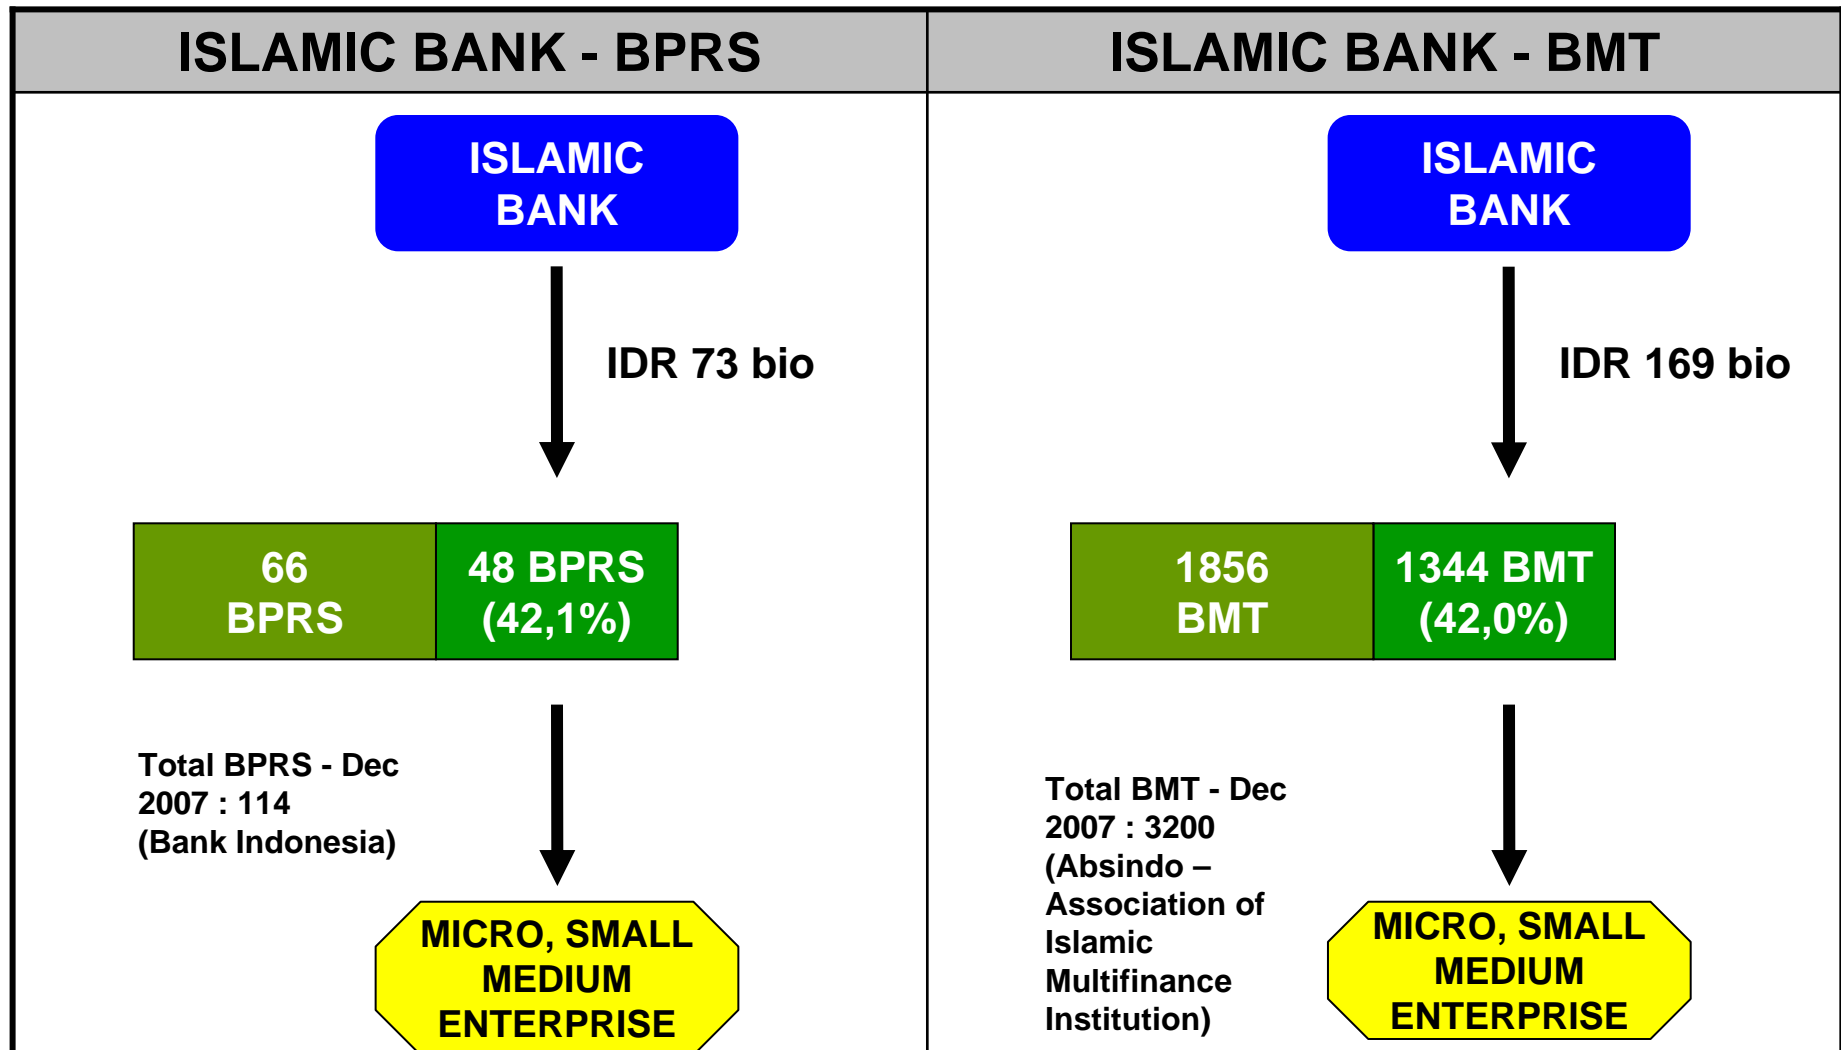 ISLAMIC BANK - BPRS
ISLAMIC
BANK
IDR 73 bio
66
BPRS
48 BPRS
(42,1%)
Total BPRS - Dec
2007 : 114
(Bank Indonesia)
MICRO, SMALL
MEDIUM
ENTERPRISE
ISLAMIC BANK - BMT
ISLAMIC
BANK
IDR 169 bio
1856
BMT
1344 BMT
(42,0%)
Total BMT - Dec
2007 : 3200
(Absindo –
Association of
Islamic
Multifinance
Institution)
MICRO, SMALL
MEDIUM
ENTERPRISE